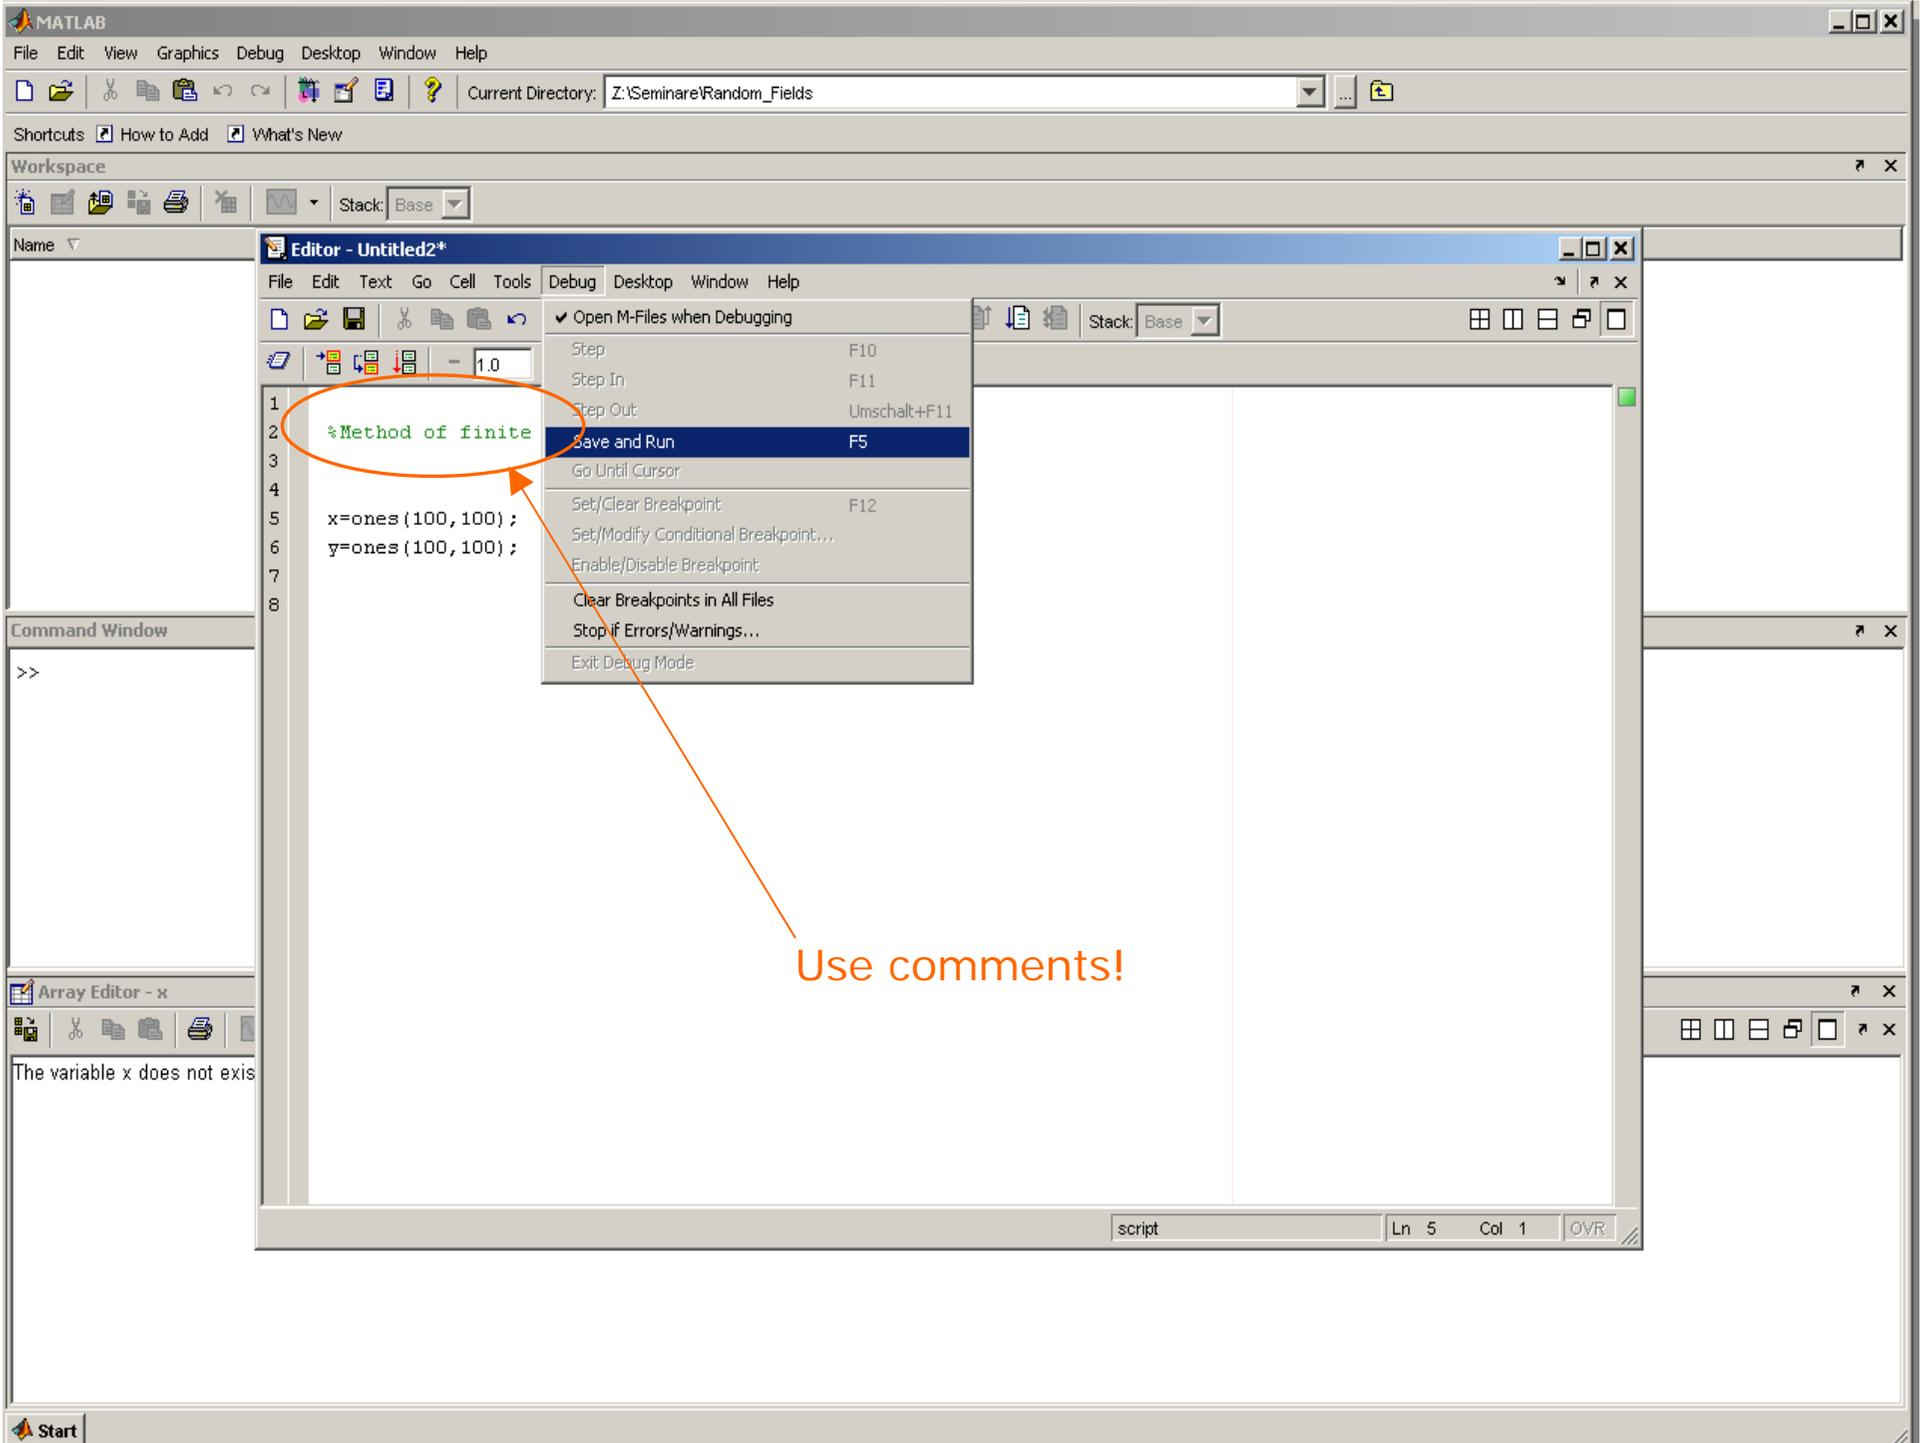 MATLAB
File Edit View Graphics Debug Desktop Window Help
Current Directory: Z:\Seminare\Random_Fields ...
Shortcuts How to Add What's New
Workspace
Stack: Base
Name
Editor - Untitled2*
File Edit Text Go Cell Tools Debug Desktop Window Help
Stack: Base
1.0
Open M-Files when Debugging
Step F10
Step In F11
Step Out Umschalt+F11
Save and Run F5
Go Until Cursor
Set/Clear Breakpoint F12
Set/Modify Conditional Breakpoint...
Enable/Disable Breakpoint
Clear Breakpoints in All Files
Stop if Errors/Warnings...
Exit Debug Mode
1
2 %Method of finite
3
4
5 x=ones(100,100);
6 y=ones(100,100);
7
8
Use comments!
script Ln 5 Col 1 OVR
Command Window
>>
Array Editor - x
The variable x does not exis
Start